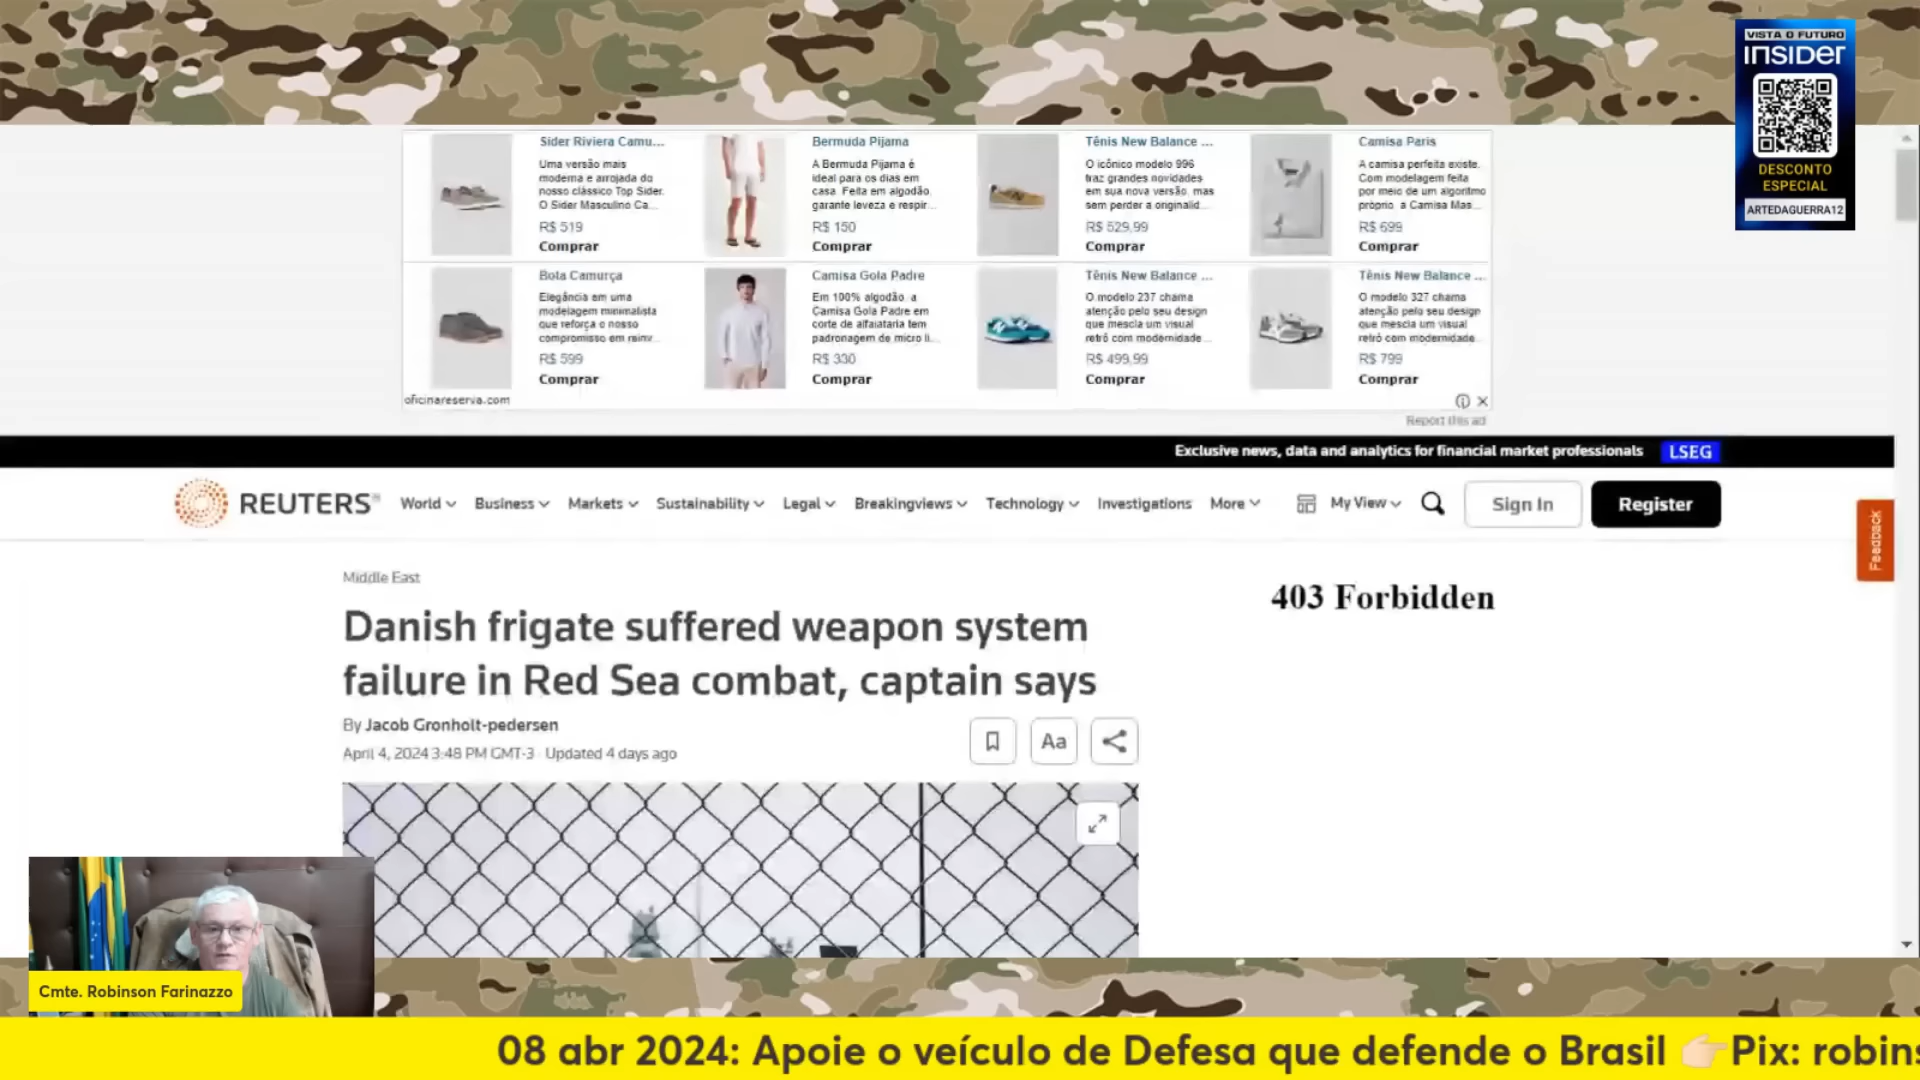 VISTA O FUTURO
INSIDER
DESCONTO
ESPECIAL
ARTEDAGUERRA12
Sider Riviera Camu...
Uma versão mais
moderna e arrojada do
nosso clássico Top Sider.
O Sider Masculino Ca...
R$ 519
Comprar
Bermuda Pijama
A Bermuda Pijama é
ideal para os dias em
casa. Feita em algodão,
garante leveza e respir...
R$ 150
Comprar
Tênis New Balance ...
O icônico modelo 996
traz grandes novidades
em sua nova versão, mas
sem perder a originalid...
R$ 529,99
Comprar
Camisa Paris
A camisa perfeita existe.
Com modelagem feita
por meio de um algoritmo
próprio, a Camisa Mas...
R$ 699
Comprar
Bota Camurça
Elegância em uma
modelagem minimalista
que reforça o nosso
compromisso em reinv...
R$ 599
Comprar
Camisa Gola Padre
Em 100% algodão, a
Camisa Gola Padre em
corte de alfaiataria tem
padronagem de micro li...
R$ 330
Comprar
Tênis New Balance ...
O modelo 237 chama
atenção pelo seu design
que mescla um visual
retrô com modernidade...
R$ 499,99
Comprar
Tênis New Balance ...
O modelo 327 chama
atenção pelo seu design
que mescla um visual
retrô com modernidade...
R$ 799
Comprar
oficinareserva.com
Report this ad
Exclusive news, data and analytics for financial market professionals LSEG
REUTERS World Business Markets Sustainability Legal Breakingviews Technology Investigations More My View Sign In Register
Feedback
Middle East
403 Forbidden
Danish frigate suffered weapon system
failure in Red Sea combat, captain says
By Jacob Gronholt-pedersen
April 4, 2024 3:48 PM GMT-3 · Updated 4 days ago
Aa
Cmte. Robinson Farinazzo
08 abr 2024: Apoie o veículo de Defesa que defende o Brasil 👉Pix: robins